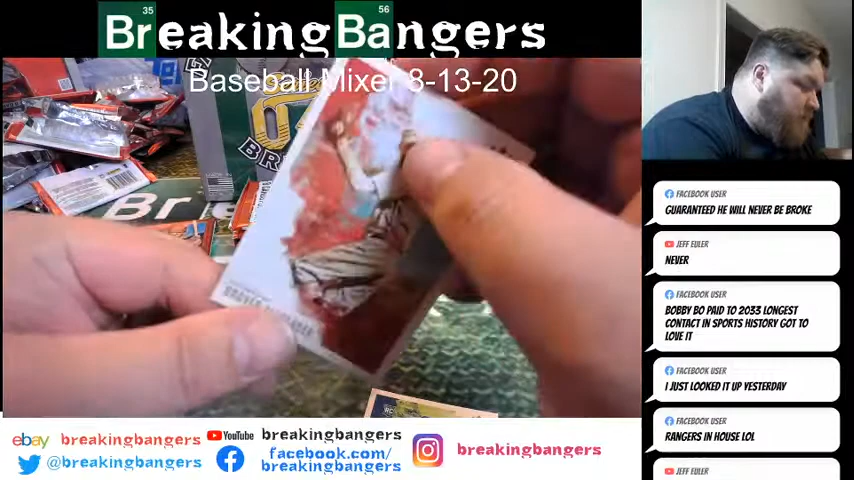 35 56
BreakingBangers
Baseball Mixer 8-13-20
Br
RC
FACEBOOK USER
GUARANTEED HE WILL NEVER BE BROKE
JEFF EULER
NEVER
FACEBOOK USER
BOBBY BO PAID TO 2033 LONGEST
CONTACT IN SPORTS HISTORY GOT TO
LOVE IT
FACEBOOK USER
I JUST LOOKED IT UP YESTERDAY
FACEBOOK USER
RANGERS IN HOUSE LOL
JEFF EULER
ebay breakingbangers
YouTube breakingbangers
@breakingbangers
facebook.com/
breakingbangers
breakingbangers